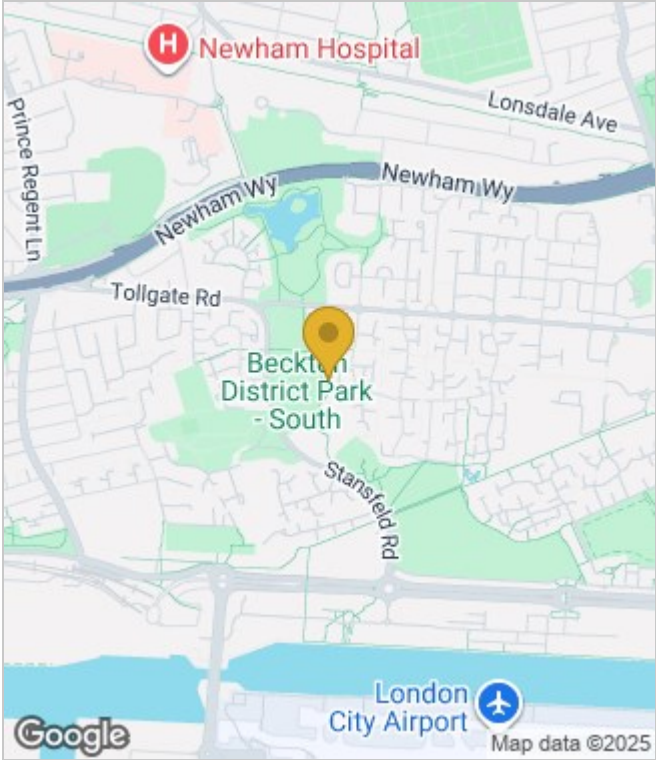 H
Newham Hospital
Lonsdale Ave
Prince Regent Ln
Newham Wy
Newham Wy
Tollgate Rd
Beckton
District Park
- South
Stansfeld Rd
London
City Airport
Google
Map data ©2025